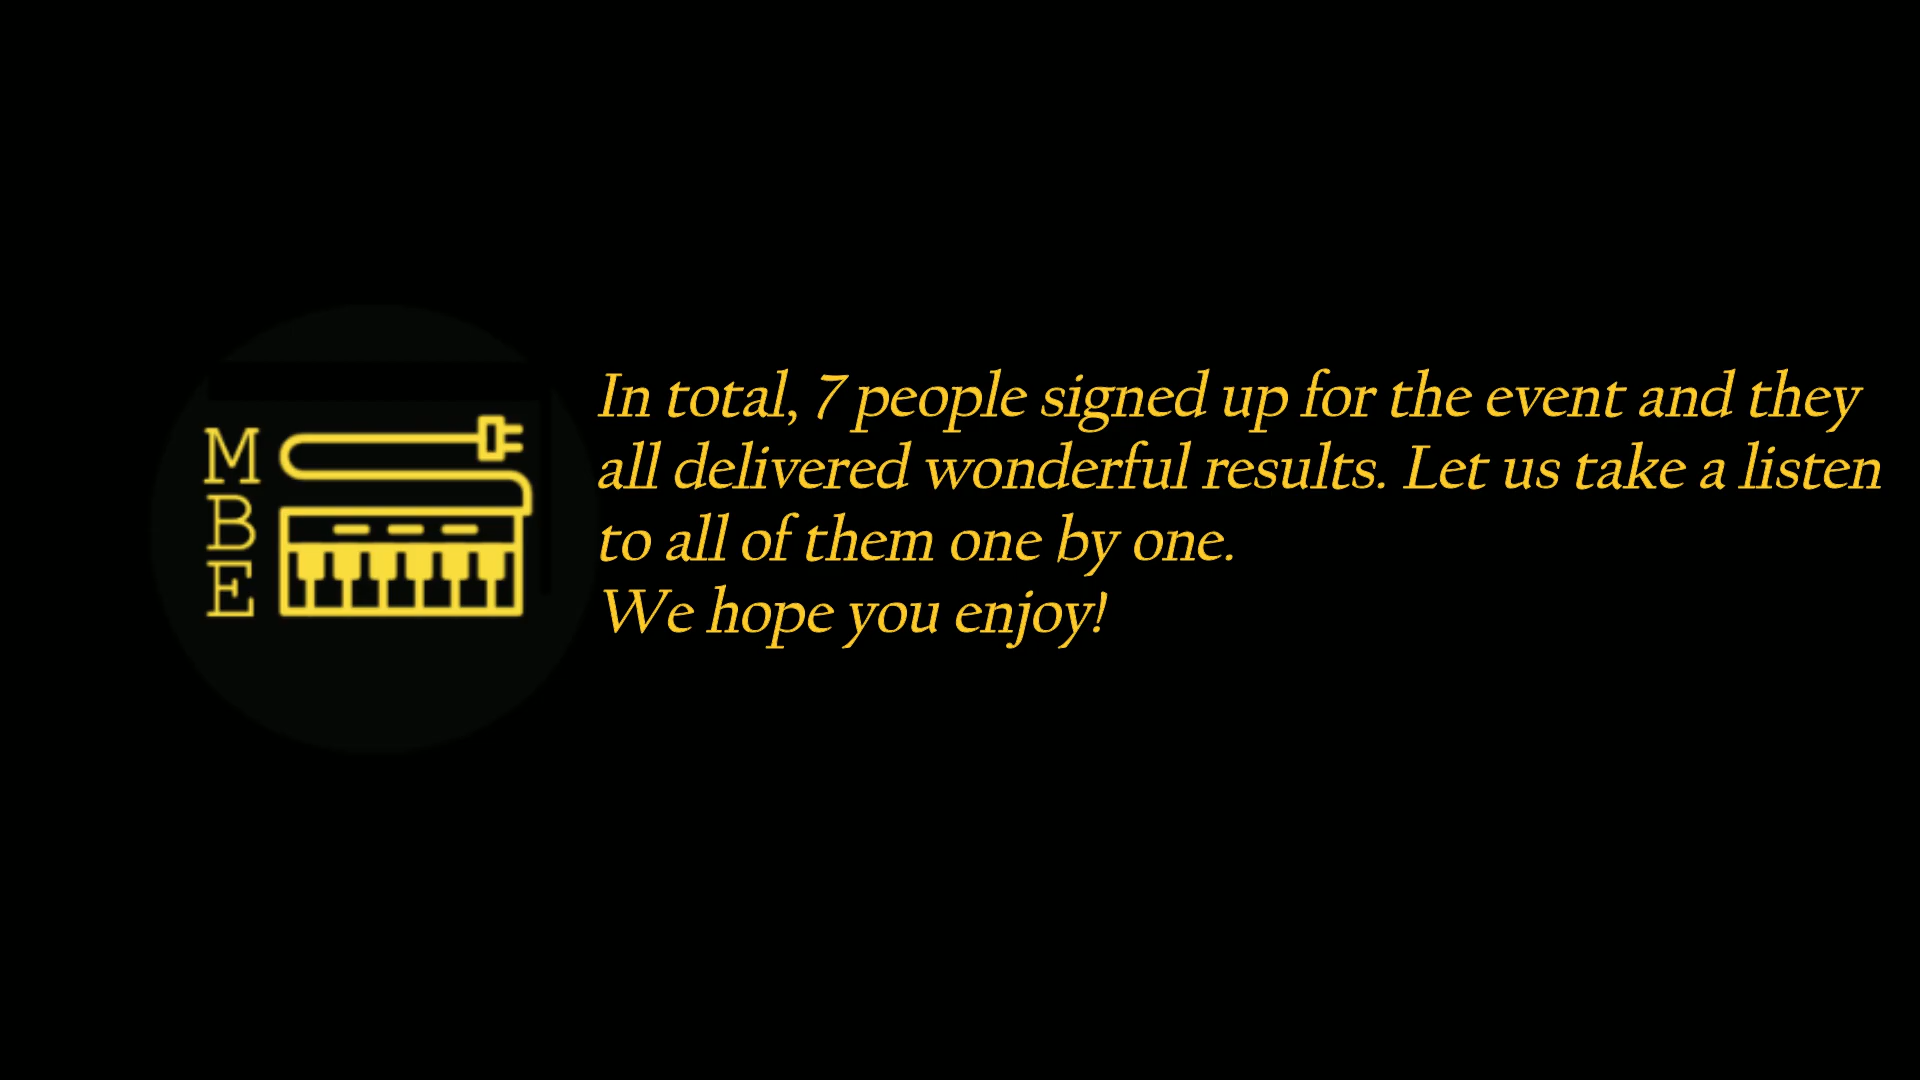 M
B
E
In total, 7 people signed up for the event and they
all delivered wonderful results. Let us take a listen
to all of them one by one.
We hope you enjoy!